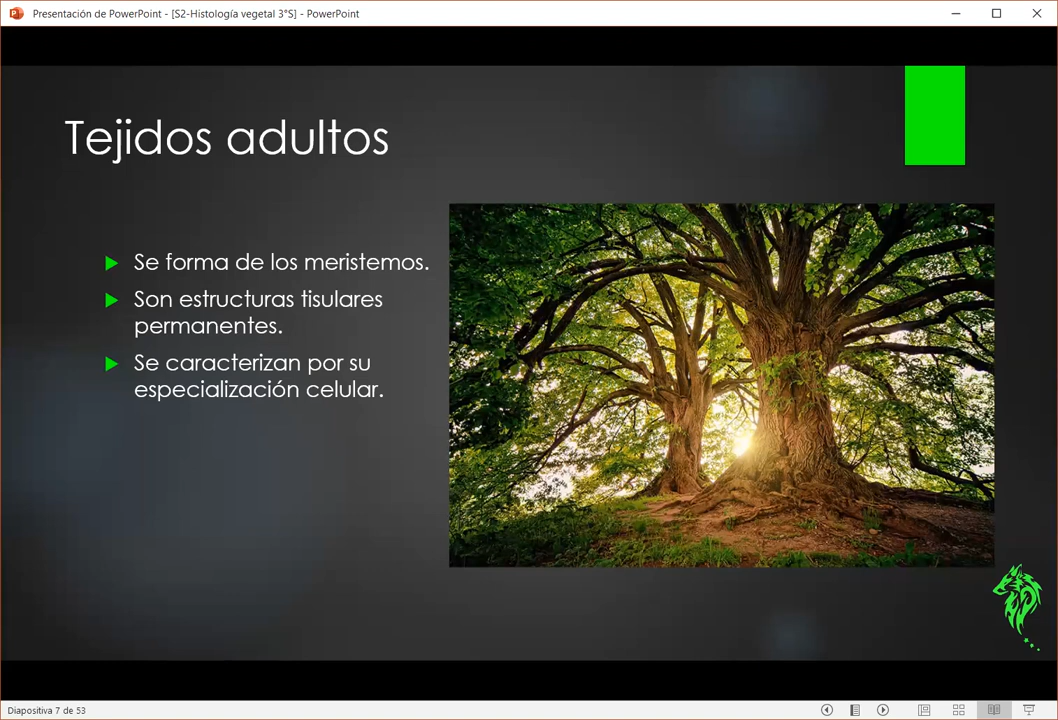 Presentación de PowerPoint - [S2-Histología vegetal 3°S] - PowerPoint
Tejidos adultos
Se forma de los meristemos.
Son estructuras tisulares
permanentes.
Se caracterizan por su
especialización celular.
Diapositiva 7 de 53